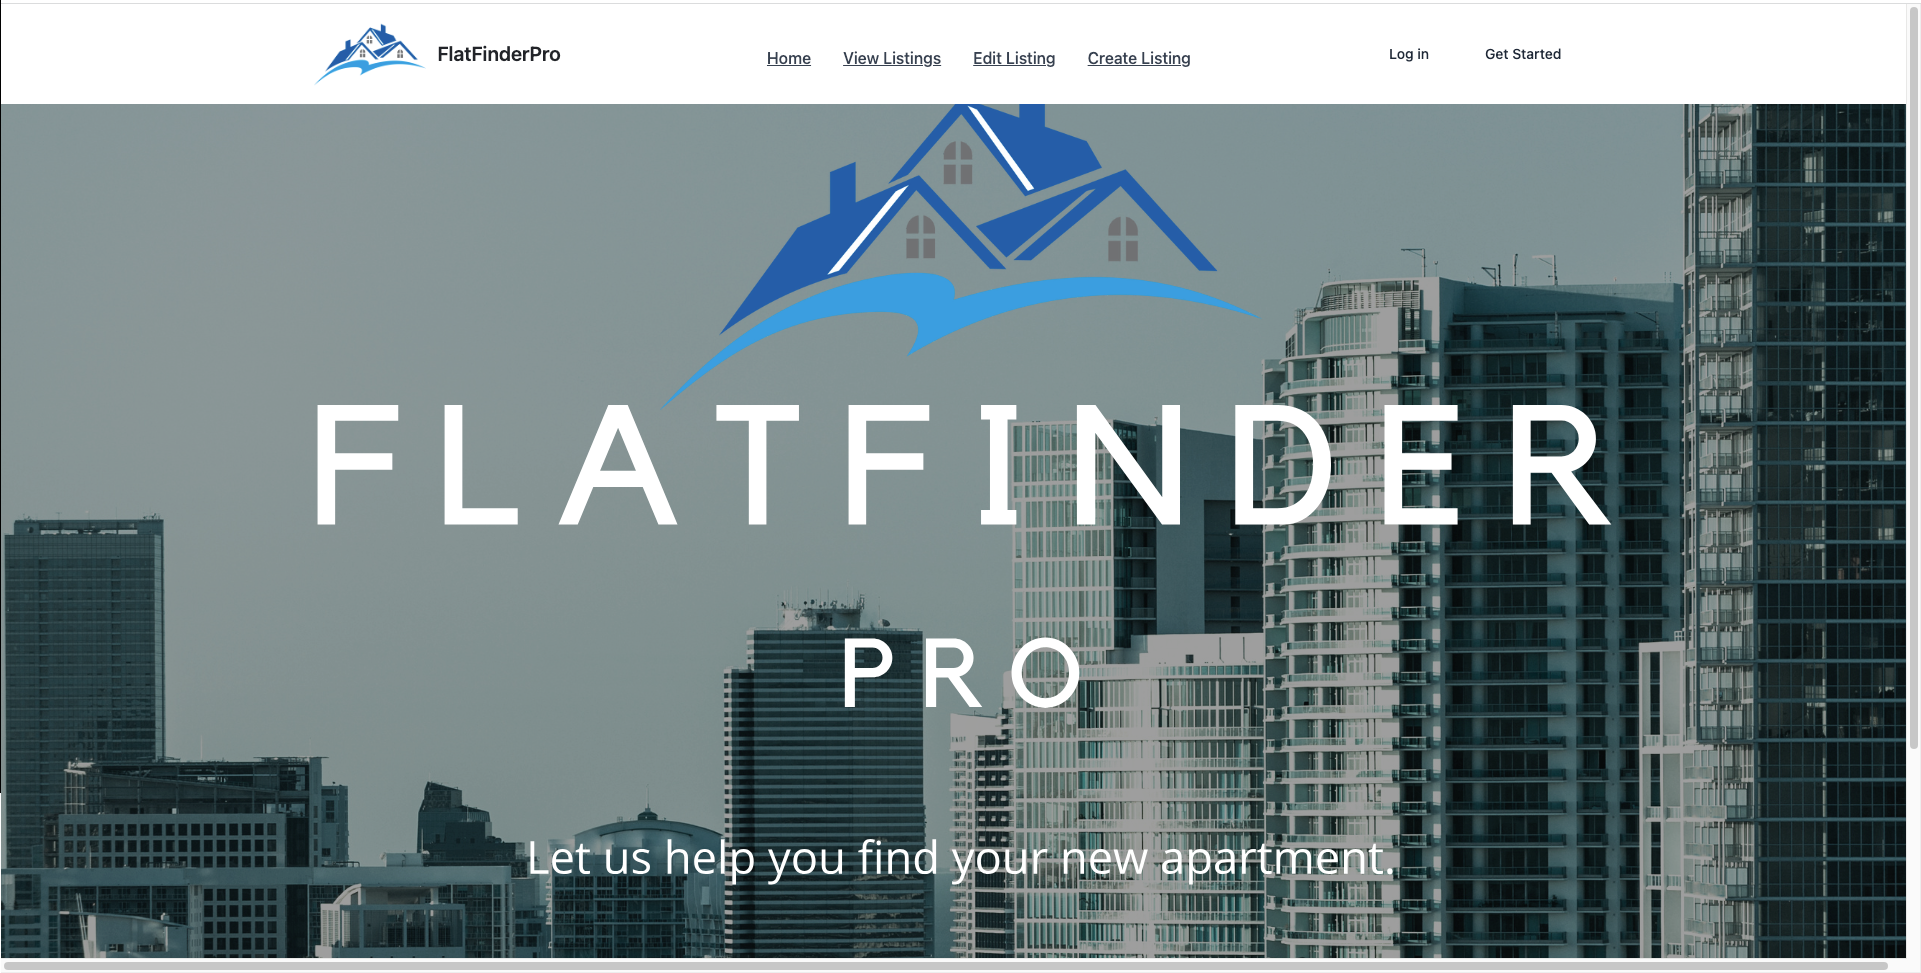 FlatFinderPro
Home View Listings Edit Listing Create Listing
Log in Get Started
FLATFINDER
PRO
Let us help you find your new apartment.